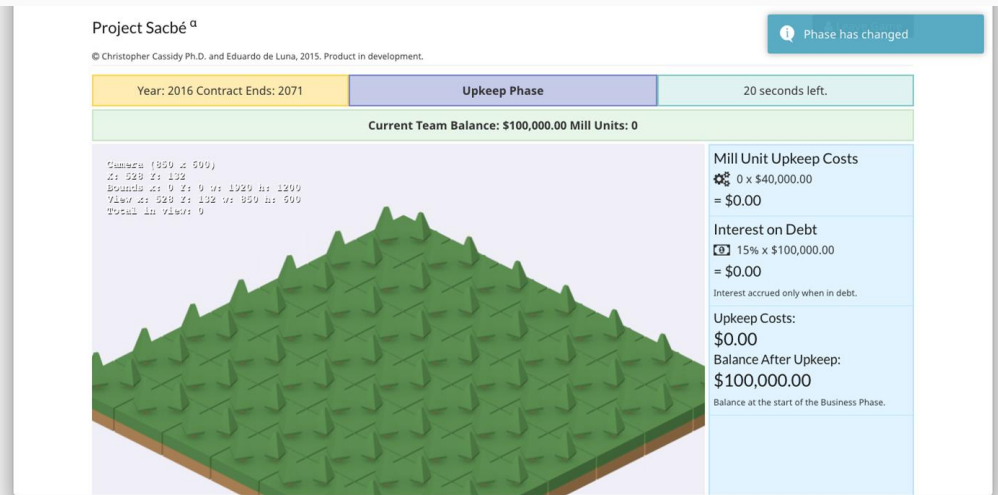 Project Sacbé α
Phase has changed
© Christopher Cassidy Ph.D. and Eduardo de Luna, 2015. Product in development.
Year: 2016 Contract Ends: 2071
Upkeep Phase
20 seconds left.
Current Team Balance: $100,000.00 Mill Units: 0
Camera (850 x 600)
X: 528 Y: 132
Bounds x: 0 Y: 0 w: 1920 h: 1200
View x: 528 Y: 132 w: 850 h: 600
Total in view: 0
Mill Unit Upkeep Costs
0 x $40,000.00
= $0.00
Interest on Debt
15% x $100,000.00
= $0.00
Interest accrued only when in debt.
Upkeep Costs:
$0.00
Balance After Upkeep:
$100,000.00
Balance at the start of the Business Phase.